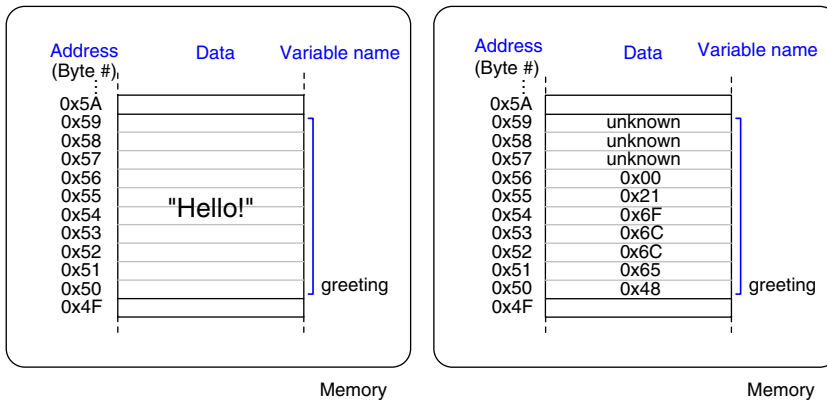 Address Data Variable name
(Byte #)
0x5A
0x59
0x58
0x57
0x56
0x55
0x54
0x53
0x52
0x51
0x50
0x4F
"Hello!"
greeting
Memory
Address Data Variable name
(Byte #)
0x5A
0x59 unknown
0x58 unknown
0x57 unknown
0x56 0x00
0x55 0x21
0x54 0x6F
0x53 0x6C
0x52 0x6C
0x51 0x65
0x50 0x48 greeting
0x4F
Memory